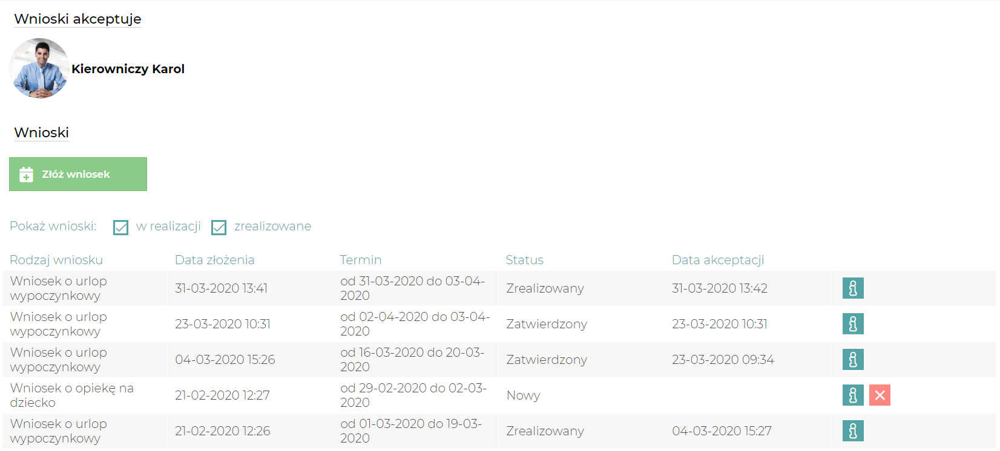 Wnioski akceptuje
Kierowniczy Karol
Wnioski
Złóż wniosek
Pokaż wnioski: w realizacji zrealizowane
Rodzaj wniosku Data złożenia Termin Status Data akceptacji
Wniosek o urlop wypoczynkowy 31-03-2020 13:41 od 31-03-2020 do 03-04-2020 Zrealizowany 31-03-2020 13:42
Wniosek o urlop wypoczynkowy 23-03-2020 10:31 od 02-04-2020 do 03-04-2020 Zatwierdzony 23-03-2020 10:31
Wniosek o urlop wypoczynkowy 04-03-2020 15:26 od 16-03-2020 do 20-03-2020 Zatwierdzony 23-03-2020 09:34
Wniosek o opiekę na dziecko 21-02-2020 12:27 od 29-02-2020 do 02-03-2020 Nowy
Wniosek o urlop wypoczynkowy 21-02-2020 12:26 od 01-03-2020 do 19-03-2020 Zrealizowany 04-03-2020 15:27